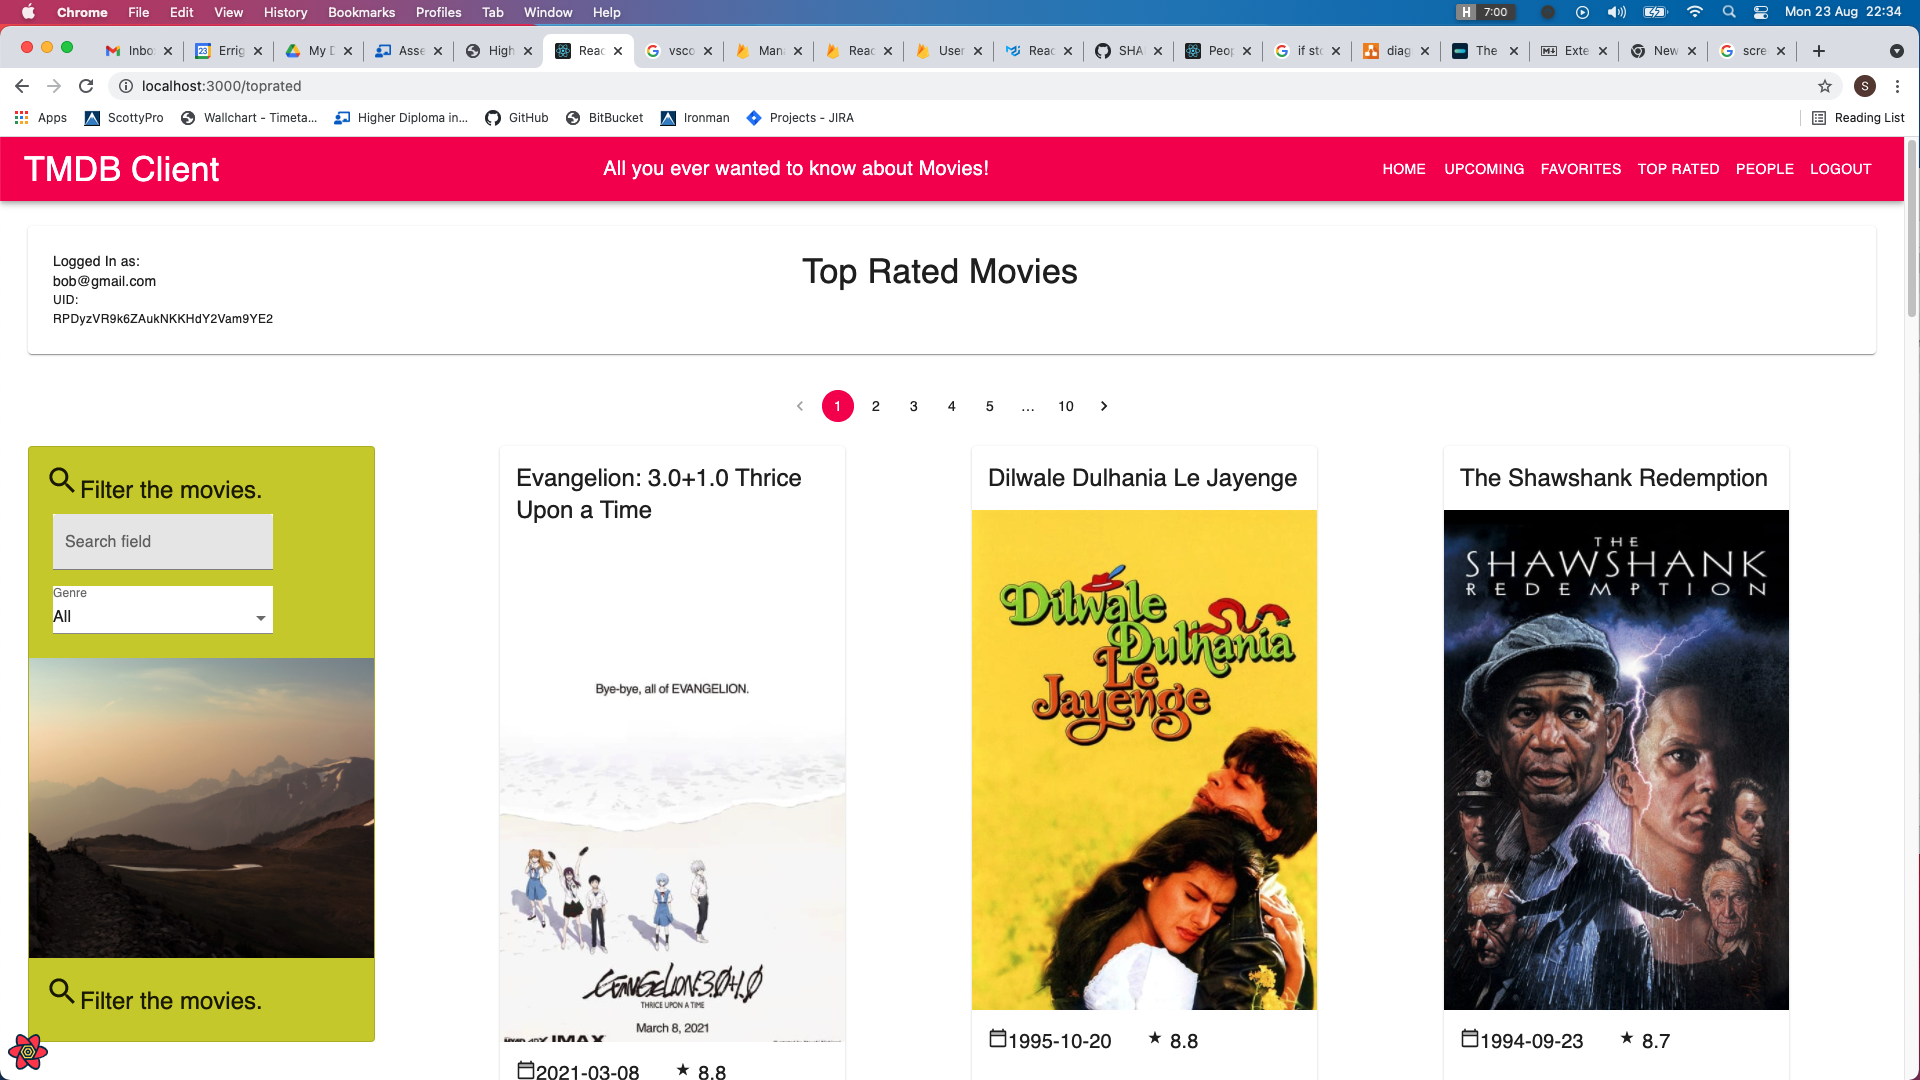 Chrome File Edit View History Bookmarks Profiles Tab Window Help H 7:00 Mon 23 Aug 22:34
Inbo 23 Errig My D Asse High Reac vsco Man Reac User Reac SHA Peop if sto diag The Exte New scre
localhost:3000/toprated S
Apps ScottyPro Wallchart - Timeta... Higher Diploma in... GitHub BitBucket Ironman Projects - JIRA Reading List
TMDB Client All you ever wanted to know about Movies! HOME UPCOMING FAVORITES TOP RATED PEOPLE LOGOUT
Logged In as:
bob@gmail.com
UID:
RPDyzVR9k6ZAukNKKHdY2Vam9YE2
Top Rated Movies
1 2 3 4 5 ... 10
Filter the movies.
Search field
Genre
All
Filter the movies.
Evangelion: 3.0+1.0 Thrice
Upon a Time
Bye-bye, all of EVANGELION.
EVANGELION:3.0+1.0
THRICE UPON A TIME
March 8, 2021
IMAX
2021-03-08 8.8
Dilwale Dulhania Le Jayenge
Dilwale
Dulhania
Le
Jayenge
1995-10-20 8.8
The Shawshank Redemption
THE
SHAWSHANK
REDEMPTION
1994-09-23 8.7